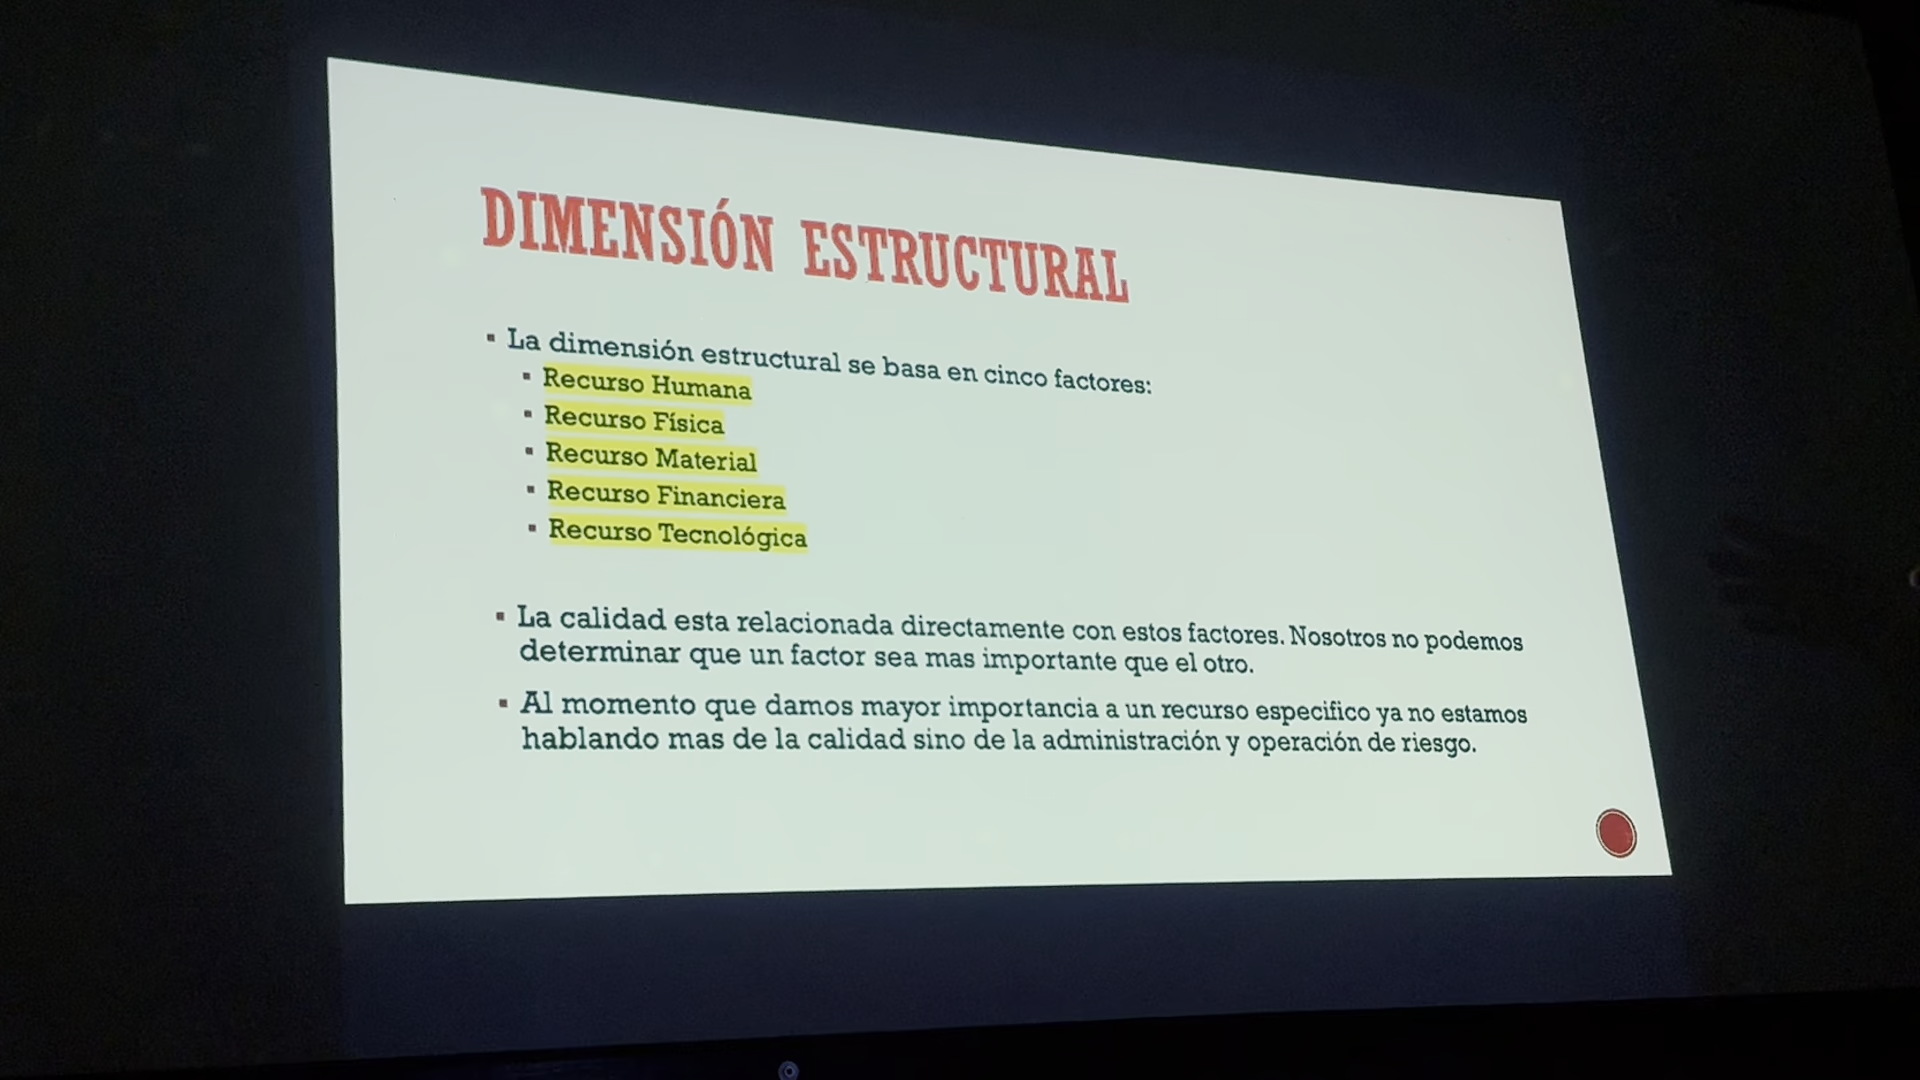 DIMENSIÓN ESTRUCTURAL
▪ La dimensión estructural se basa en cinco factores:
▪ Recurso Humana
▪ Recurso Física
▪ Recurso Material
▪ Recurso Financiera
▪ Recurso Tecnológica
▪ La calidad esta relacionada directamente con estos factores. Nosotros no podemos
determinar que un factor sea mas importante que el otro.
▪ Al momento que damos mayor importancia a un recurso especifico ya no estamos
hablando mas de la calidad sino de la administración y operación de riesgo.